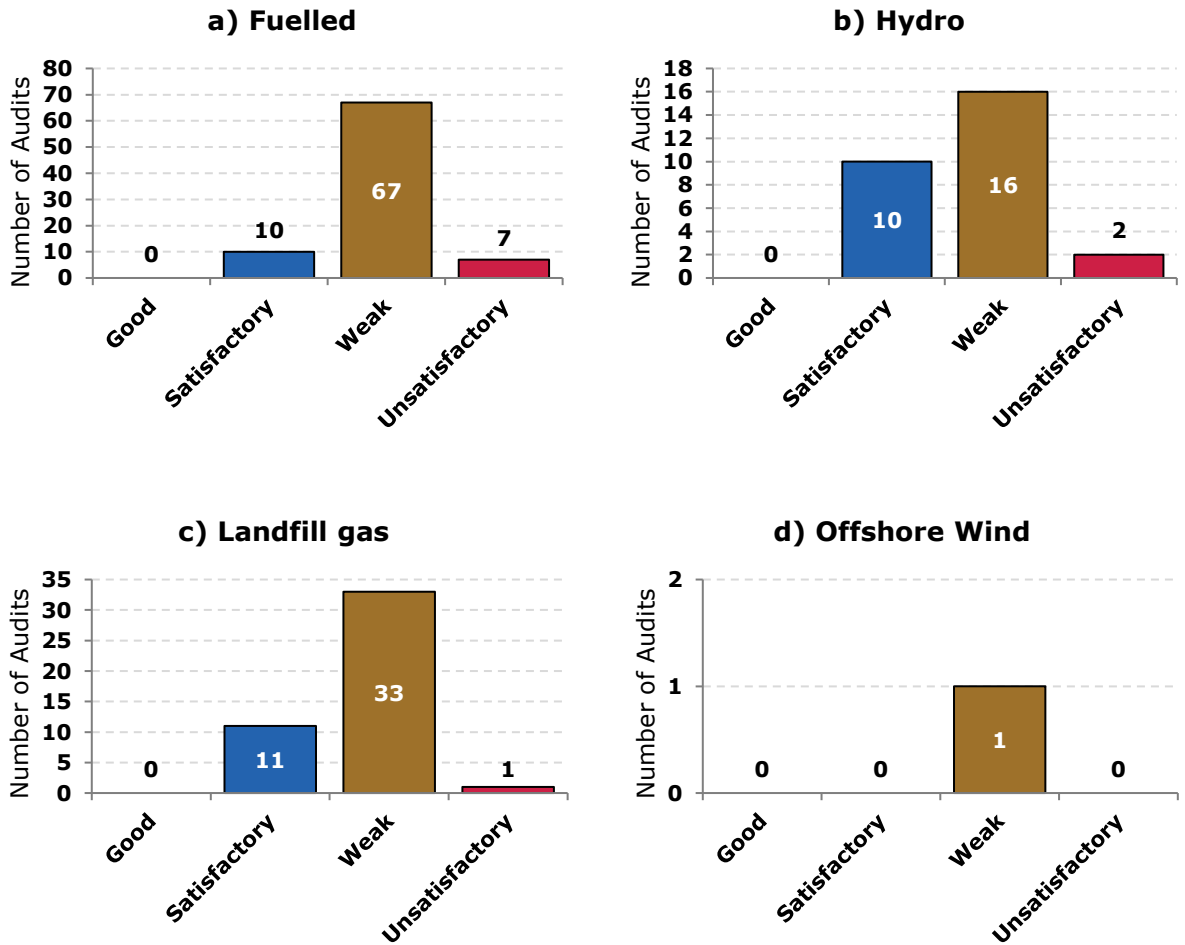 a) Fuelled
Number of Audits
80
70
60
50
40
30
20
10
0
0
10
67
7
Good
Satisfactory
Weak
Unsatisfactory
b) Hydro
Number of Audits
18
16
14
12
10
8
6
4
2
0
0
10
16
2
Good
Satisfactory
Weak
Unsatisfactory
c) Landfill gas
Number of Audits
35
30
25
20
15
10
5
0
0
11
33
1
Good
Satisfactory
Weak
Unsatisfactory
d) Offshore Wind
Number of Audits
2
1
0
0
0
1
0
Good
Satisfactory
Weak
Unsatisfactory